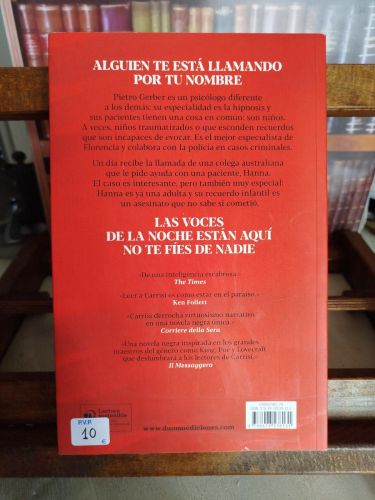 ALGUIEN TE ESTÁ LLAMANDO
POR TU NOMBRE
Pietro Gerber es un psicólogo diferente
a los demás: su especialidad es la hipnosis y
sus pacientes tienen una cosa en común: son niños.
A veces, niños traumatizados o que esconden recuerdos
que son incapaces de evocar. Es el mejor especialista de
Florencia y colabora con la policía en casos criminales.
Un día recibe la llamada de una colega australiana
que le pide ayuda con una paciente, Hanna.
El caso es interesante, pero también muy especial:
Hanna es ya una adulta y su recuerdo infantil es
un asesinato que no sabe si cometió.
LAS VOCES
DE LA NOCHE ESTÁN AQUÍ
NO TE FÍES DE NADIE
«De una inteligencia escabrosa.»
The Times
«Leer a Carrisi es como estar en el paraíso.»
Ken Follett
«Carrisi derrocha virtuosismo narrativo
en una novela negra única.»
Corriere della Sera
«Una novela negra inspirada en los grandes
maestros del género como King, Poe y Lovecraft,
que deslumbrará a los lectores de Carrisi.»
Il Messaggero
Lectura
sostenible
P.V.P.
10
€
www.duomoediciones.com